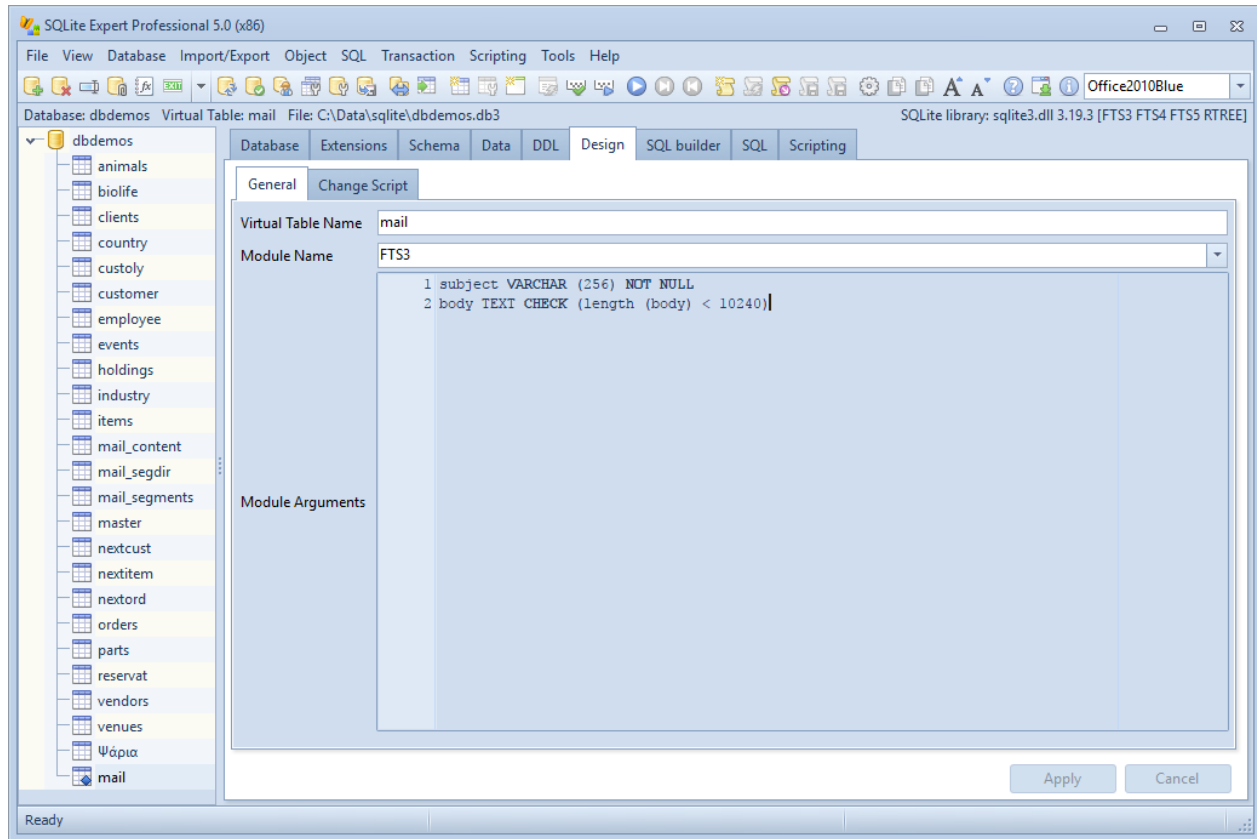 SQLite Expert Professional 5.0 (x86)
File View Database Import/Export Object SQL Transaction Scripting Tools Help
Office2010Blue
Database: dbdemos Virtual Table: mail File: C:\Data\sqlite\dbdemos.db3 SQLite library: sqlite3.dll 3.19.3 [FTS3 FTS4 FTS5 RTREE]
dbdemos
animals
biolife
clients
country
custoly
customer
employee
events
holdings
industry
items
mail_content
mail_segdir
mail_segments
master
nextcust
nextitem
nextord
orders
parts
reservat
vendors
venues
Ψάρια
mail
Database Extensions Schema Data DDL Design SQL builder SQL Scripting
General Change Script
Virtual Table Name mail
Module Name FTS3
1 subject VARCHAR (256) NOT NULL
2 body TEXT CHECK (length (body) < 10240)
Module Arguments
Apply Cancel
Ready